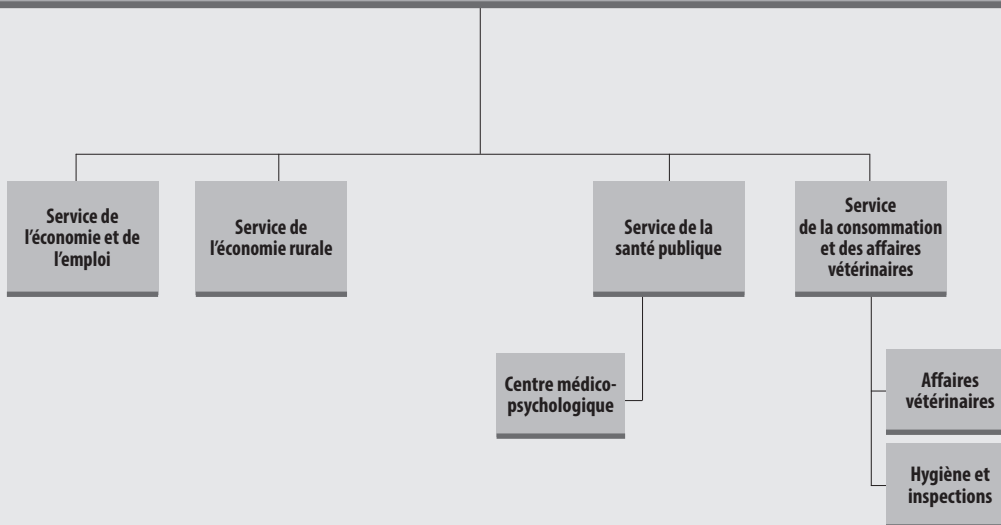 Service de
l’économie et de
l’emploi
Service de
l’économie rurale
Service de la
santé publique
Service
de la consommation
et des affaires
vétérinaires
Centre médico-
psychologique
Affaires
vétérinaires
Hygiène et
inspections